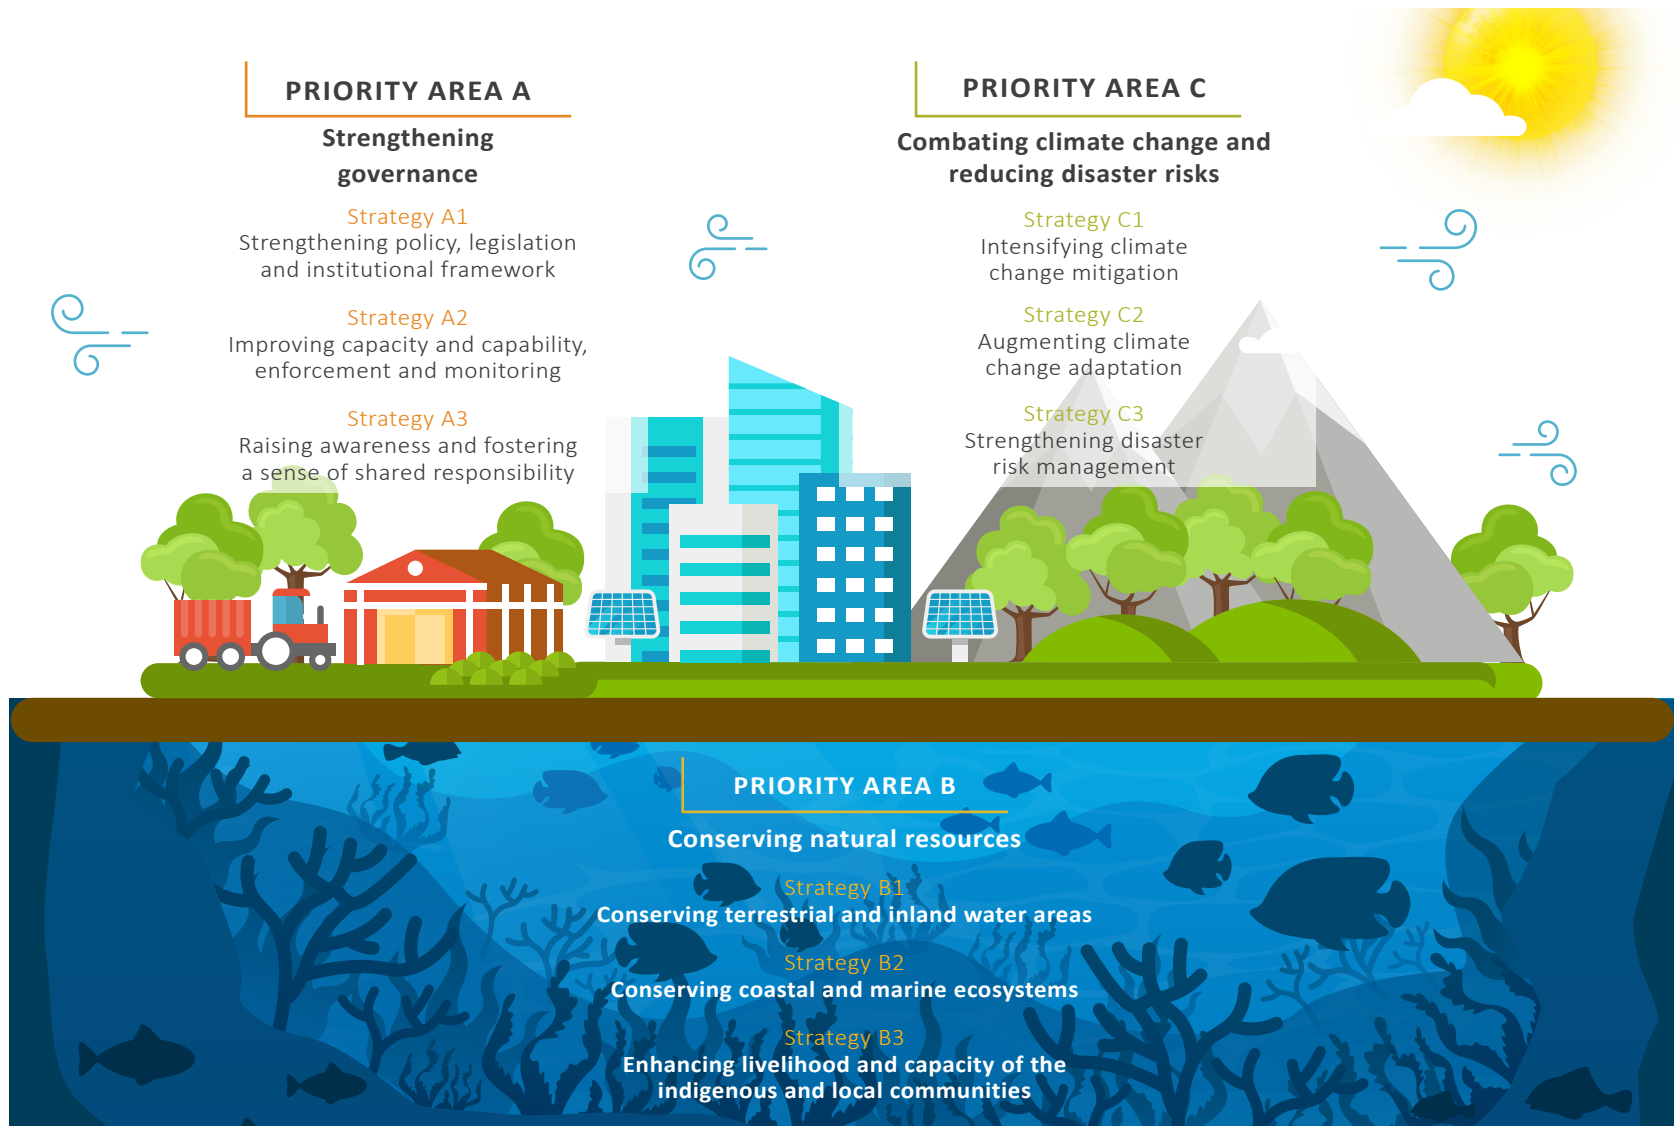 PRIORITY AREA A
Strengthening
governance
Strategy A1
Strengthening policy, legislation
and institutional framework
Strategy A2
Improving capacity and capability,
enforcement and monitoring
Strategy A3
Raising awareness and fostering
a sense of shared responsibility
PRIORITY AREA C
Combating climate change and
reducing disaster risks
Strategy C1
Intensifying climate
change mitigation
Strategy C2
Augmenting climate
change adaptation
Strategy C3
Strengthening disaster
risk management
PRIORITY AREA B
Conserving natural resources
Strategy B1
Conserving terrestrial and inland water areas
Strategy B2
Conserving coastal and marine ecosystems
Strategy B3
Enhancing livelihood and capacity of the
indigenous and local communities